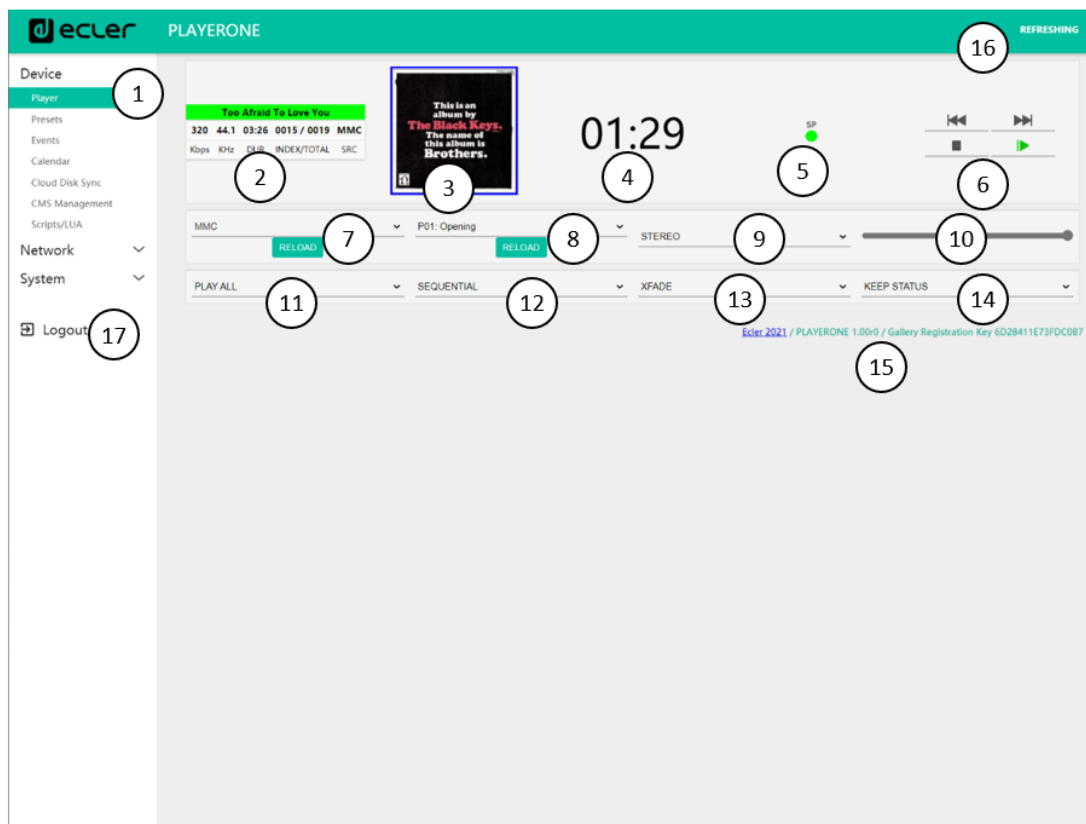 ecler PLAYERONE REFRESHING
16
Device
Player
1
Presets
Events
Calendar
Cloud Disk Sync
CMS Management
Scripts/LUA
Network
System
Logout
17
Too Afraid To Love You
320 44.1 03:26 0015 / 0019 MMC
Kbps KHz DUR INDEX/TOTAL SRC
2
This is an
album by
The Black Keys.
The name of
this album is
Brothers.
3
01:29
4
SP
5
6
MMC
RELOAD
7
P01: Opening
RELOAD
8
STEREO
9
10
PLAY ALL
11
SEQUENTIAL
12
XFADE
13
KEEP STATUS
14
Ecler 2021 / PLAYERONE 1.00r0 / Gallery Registration Key 6D28411E73FDC0B7
15